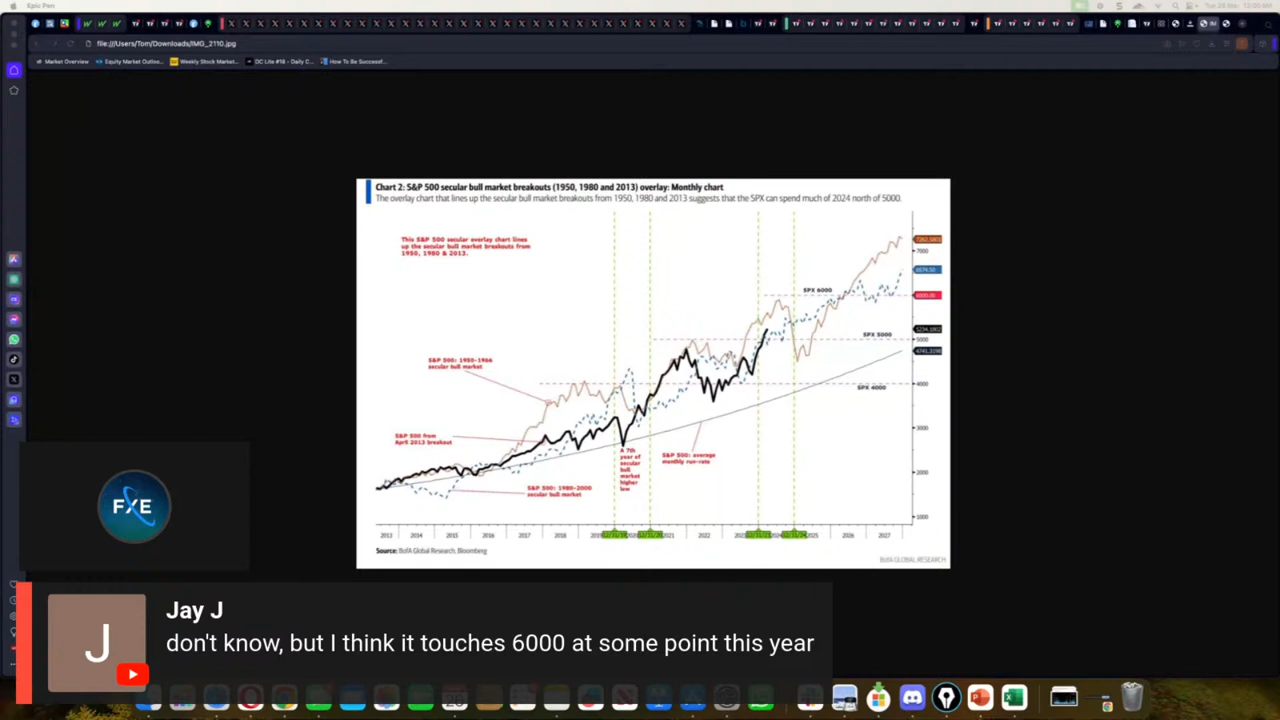 Epic Pen
file:///Users/Tom/Downloads/IMG_2110.jpg
Market Overview
Equity Market Outloo...
Weekly Stock Market...
DC Lite #18 - Daily C...
How To Be Successf...
Chart 2: S&P 500 secular bull market breakouts (1950, 1980 and 2013) overlay: Monthly chart
The overlay chart that lines up the secular bull market breakouts from 1950, 1980 and 2013 suggests that the SPX can spend much of 2024 north of 5000.
This S&P 500 secular overlay chart lines
up the secular bull market breakouts from
1950, 1980 & 2013.
7000
SPX 6000
6000.00
SPX 5000
5000
S&P 500: 1950-1966
secular bull market
SPX 4000
4000
S&P 500 from
April 2013 breakout
3000
A 7th
year of
secular
bull
market
higher
low
S&P 500: average
monthly run-rate
S&P 500: 1980-2000
secular bull market
2000
1000
2013 2014 2015 2016 2017 2018 2019 2021 2022 2025 2026 2027
Source: BofA Global Research, Bloomberg
BofA GLOBAL RESEARCH
FXE
J
Jay J
don't know, but I think it touches 6000 at some point this year